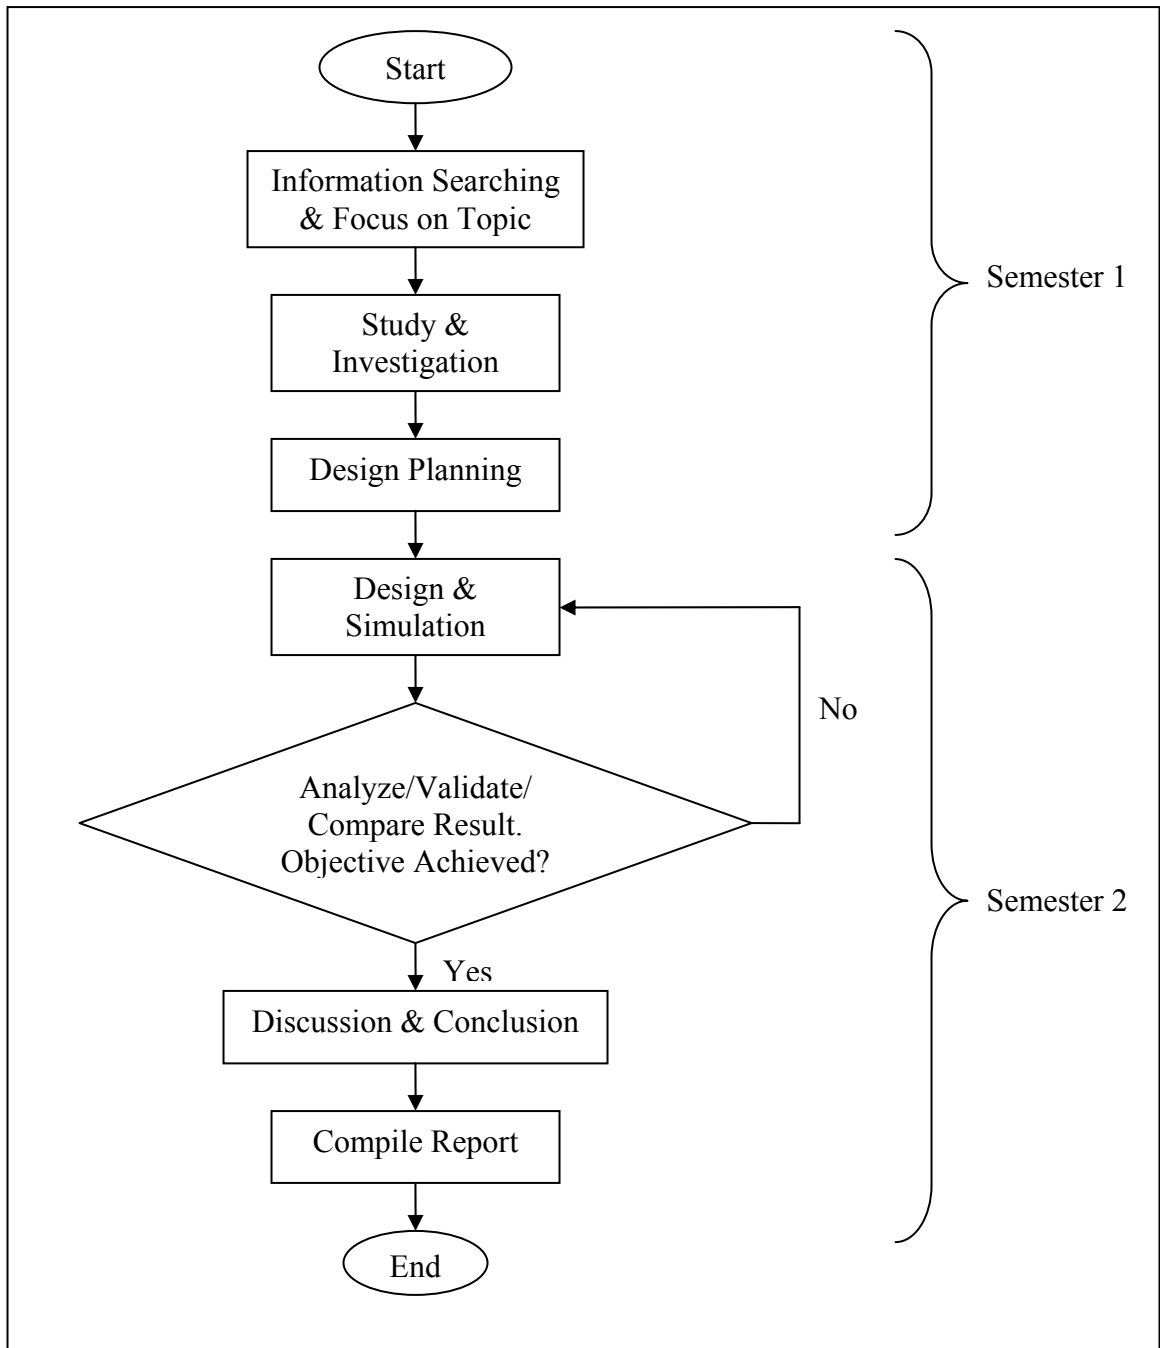 Start
Information Searching
& Focus on Topic
Semester 1
Study &
Investigation
Design Planning
Design &
Simulation
No
Analyze/Validate/
Compare Result.
Objective Achieved?
Semester 2
Yes
Discussion & Conclusion
Compile Report
End